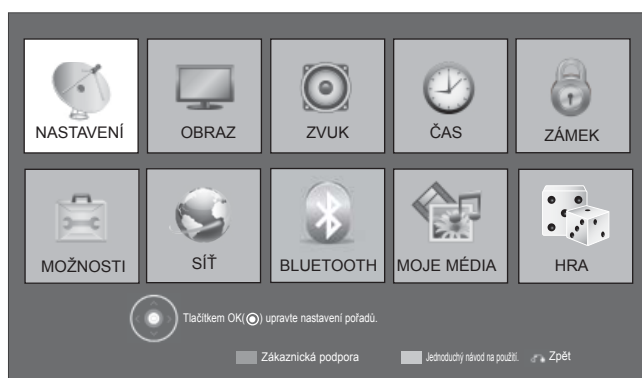 NASTAVENÍ OBRAZ ZVUK ČAS ZÁMEK
MOŽNOSTI SÍŤ BLUETOOTH MOJE MÉDIA HRA
Tlačítkem OK(◉) upravte nastavení pořadů.
Zákaznická podpora Jednoduchý návod na použití. Zpět